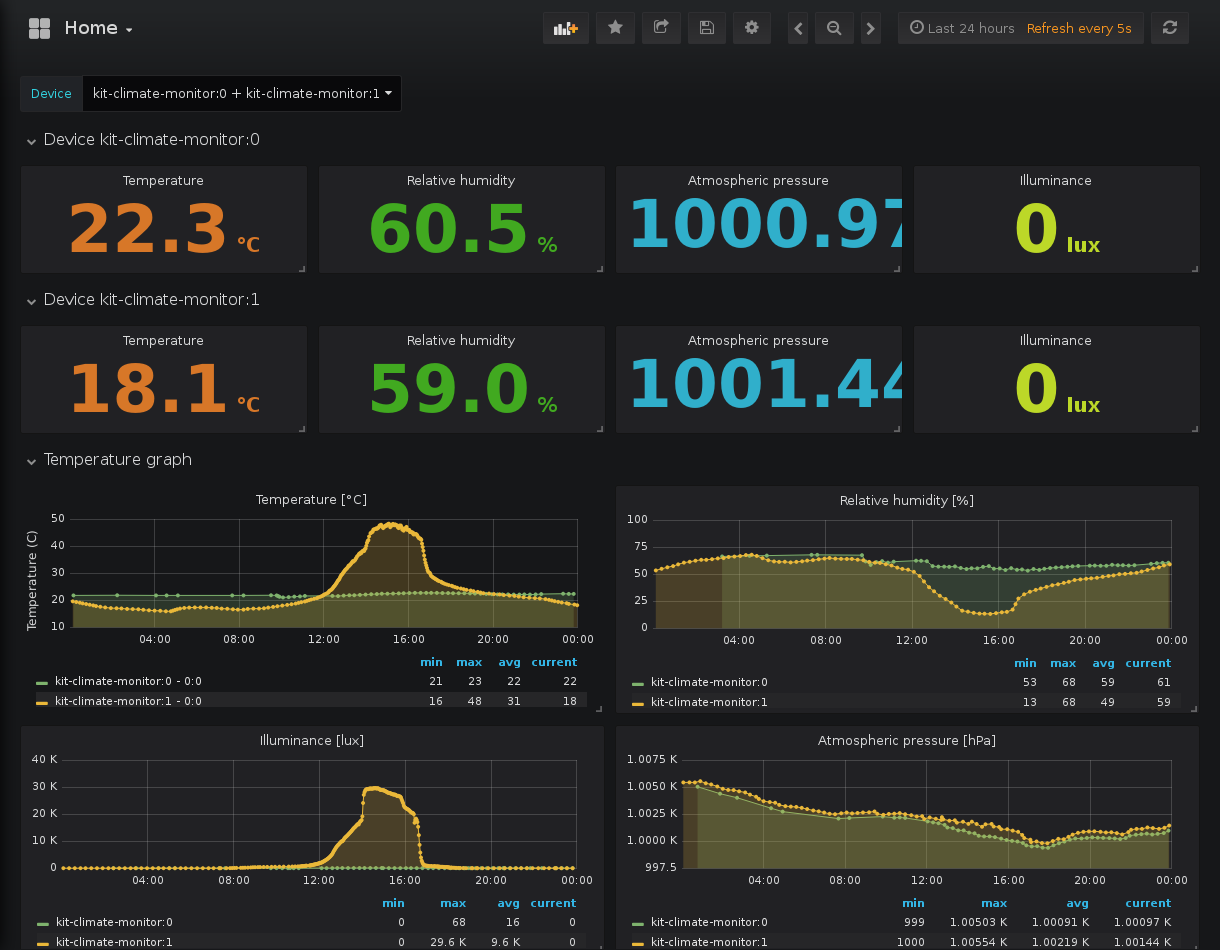 Home
Last 24 hours Refresh every 5s
Device kit-climate-monitor:0 + kit-climate-monitor:1
Device kit-climate-monitor:0
Temperature Relative humidity Atmospheric pressure Illuminance
22.3 °C 60.5 % 1000.97 0 lux
Device kit-climate-monitor:1
Temperature Relative humidity Atmospheric pressure Illuminance
18.1 °C 59.0 % 1001.44 0 lux
Temperature graph
Temperature [°C]
Temperature (C)
50
40
30
20
10
04:00 08:00 12:00 16:00 20:00 00:00
min max avg current
kit-climate-monitor:0 - 0:0 21 23 22 22
kit-climate-monitor:1 - 0:0 16 48 31 18
Relative humidity [%]
100
75
50
25
0
04:00 08:00 12:00 16:00 20:00 00:00
min max avg current
kit-climate-monitor:0 53 68 59 61
kit-climate-monitor:1 13 68 49 59
Illuminance [lux]
40 K
30 K
20 K
10 K
0
04:00 08:00 12:00 16:00 20:00 00:00
min max avg current
kit-climate-monitor:0 0 68 16 0
kit-climate-monitor:1 0 29.6 K 9.6 K 0
Atmospheric pressure [hPa]
1.0075 K
1.0050 K
1.0025 K
1.0000 K
997.5
04:00 08:00 12:00 16:00 20:00 00:00
min max avg current
kit-climate-monitor:0 999 1.00503 K 1.00091 K 1.00097 K
kit-climate-monitor:1 1000 1.00554 K 1.00219 K 1.00144 K